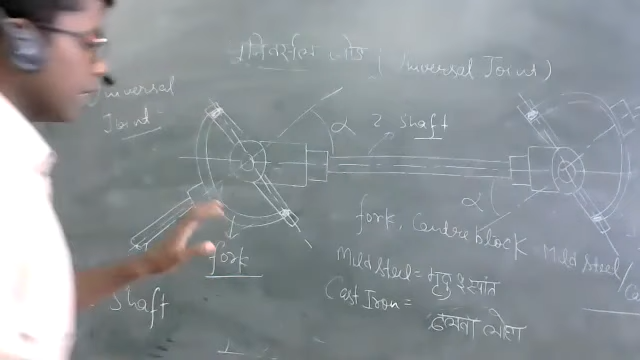 यूनिवर्सल जोड़ ( Universal Joint )
Universal
Joint
α
2 Shaft
α
fork
Shaft
fork, Centre block Mild Steel/
Mild Steel = मृदु इस्पात
Cast Iron = ढलवा लोहा